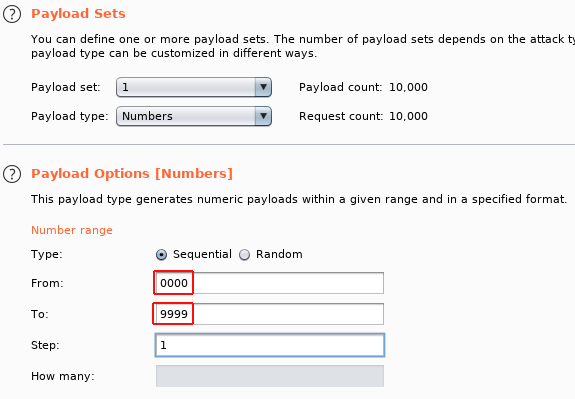 Payload Sets
You can define one or more payload sets. The number of payload sets depends on the attack ty
payload type can be customized in different ways.
Payload set: 1 Payload count: 10,000
Payload type: Numbers Request count: 10,000
Payload Options [Numbers]
This payload type generates numeric payloads within a given range and in a specified format.
Number range
Type: Sequential Random
From: 0000
To: 9999
Step: 1
How many: